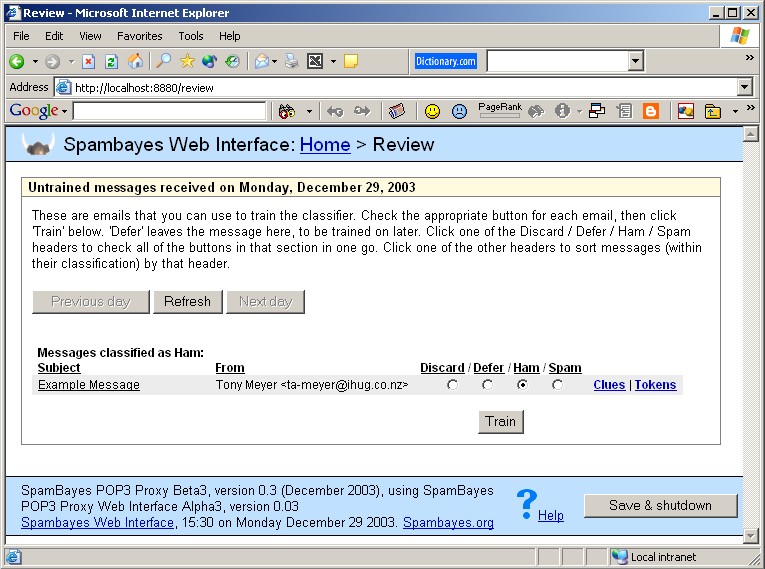 Review - Microsoft Internet Explorer
File Edit View Favorites Tools Help
Dictionary.com
Address http://localhost:8880/review
Google PageRank
Spambayes Web Interface: Home > Review
Untrained messages received on Monday, December 29, 2003
These are emails that you can use to train the classifier. Check the appropriate button for each email, then click
'Train' below. 'Defer' leaves the message here, to be trained on later. Click one of the Discard / Defer / Ham / Spam
headers to check all of the buttons in that section in one go. Click one of the other headers to sort messages (within
their classification) by that header.
Previous day Refresh Next day
Messages classified as Ham:
Subject From Discard / Defer / Ham / Spam
Example Message Tony Meyer <ta-meyer@ihug.co.nz> Clues | Tokens
Train
SpamBayes POP3 Proxy Beta3, version 0.3 (December 2003), using SpamBayes
POP3 Proxy Web Interface Alpha3, version 0.03
Spambayes Web Interface, 15:30 on Monday December 29 2003. Spambayes.org
? Help
Save & shutdown
Local intranet